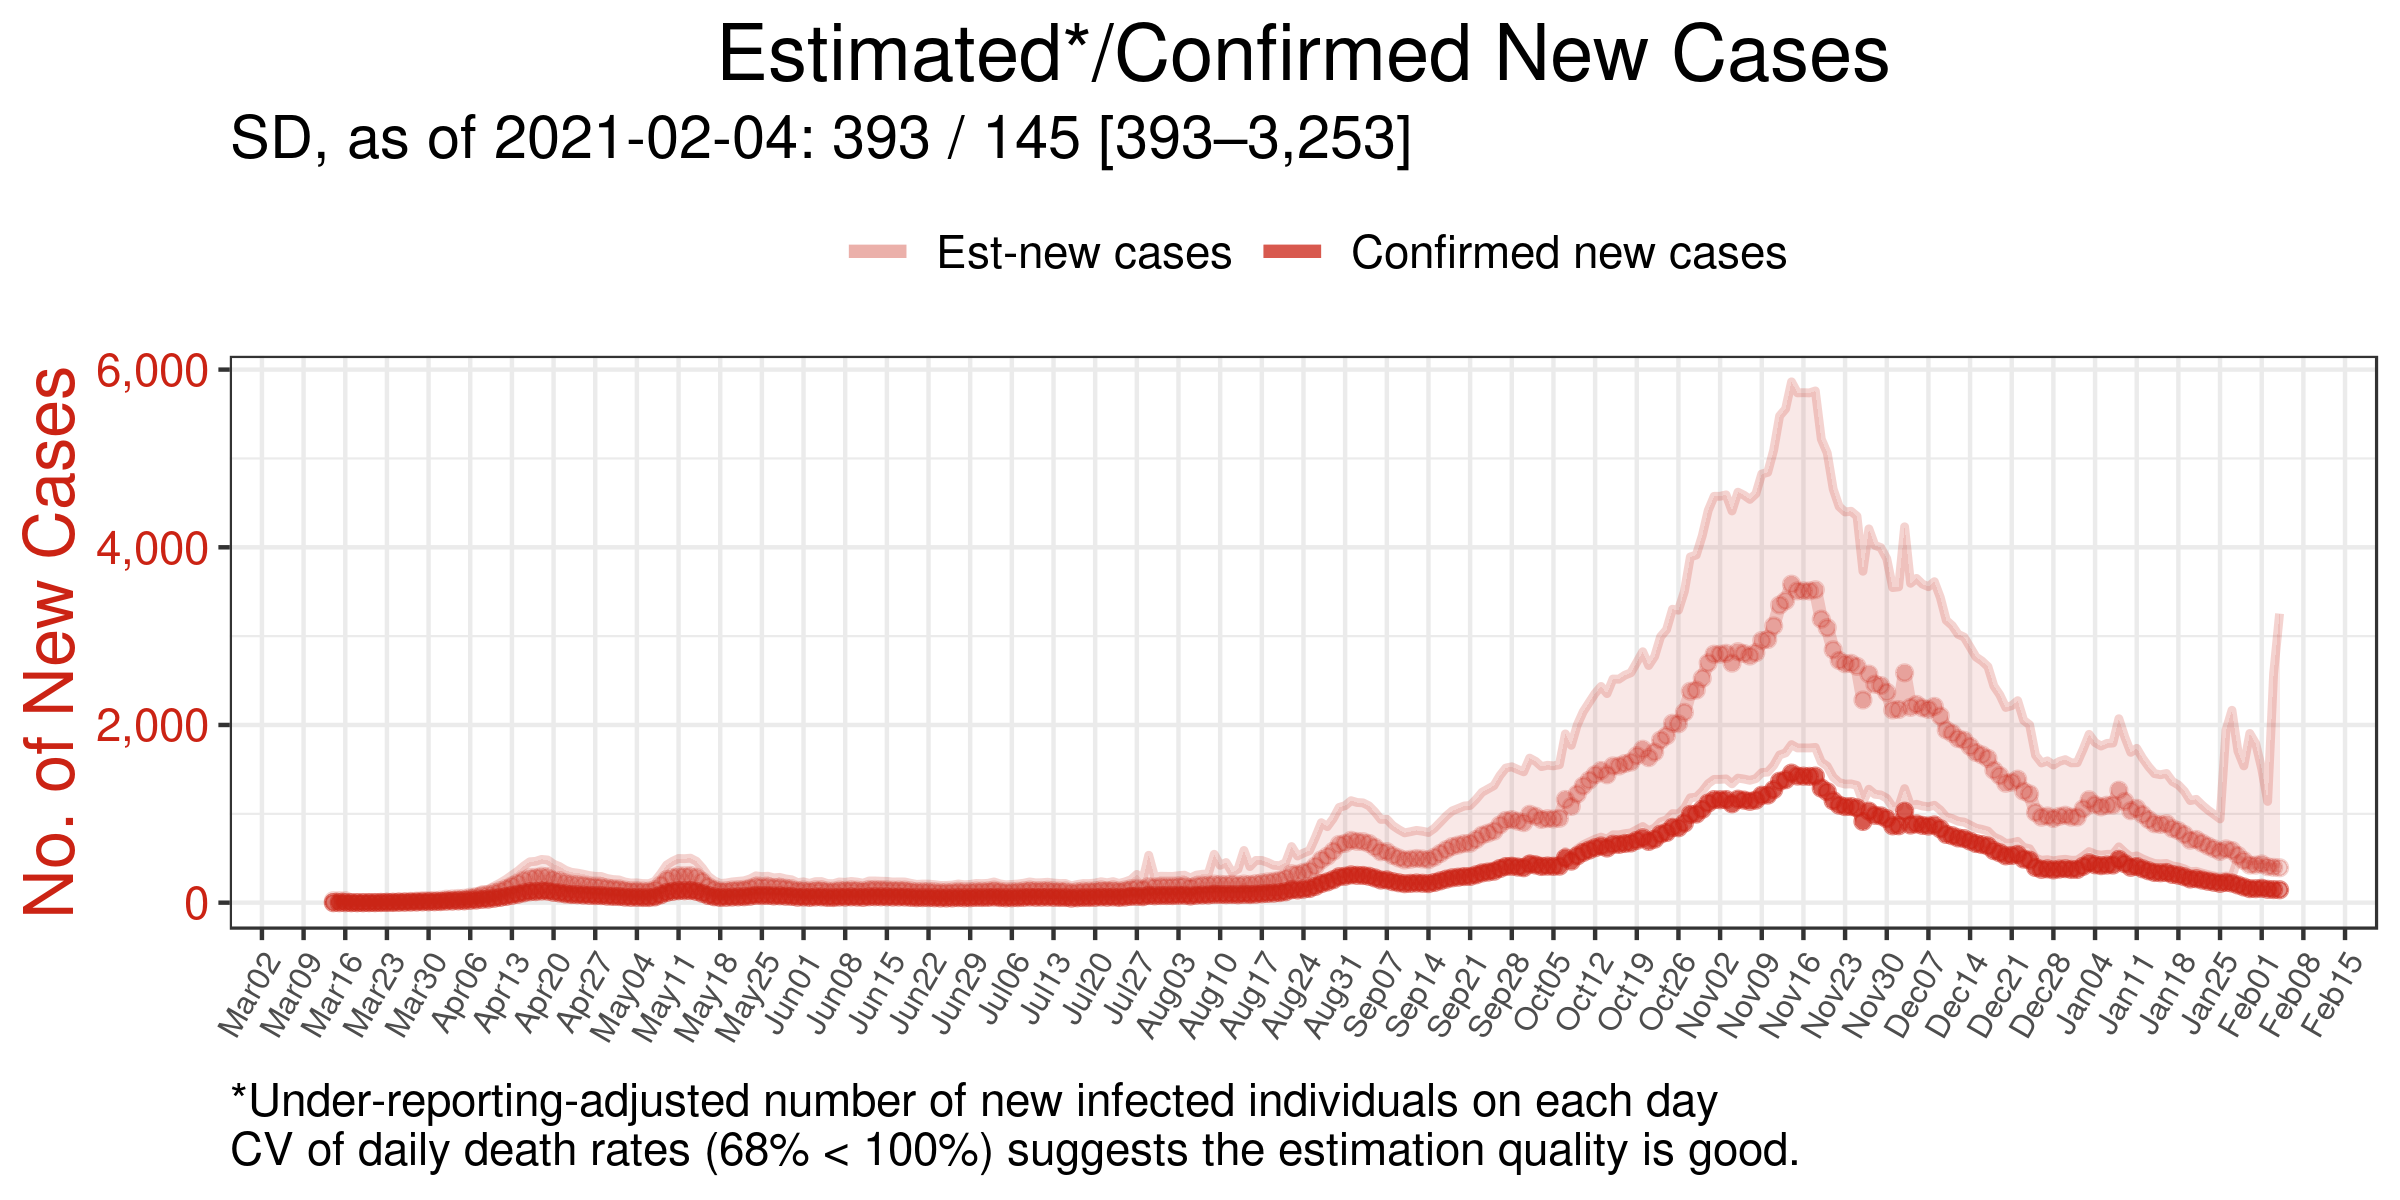 Estimated*/Confirmed New Cases
SD, as of 2021-02-04: 393 / 145 [393–3,253]
Est-new cases Confirmed new cases
No. of New Cases
6,000
4,000
2,000
0
Mar02 Mar09 Mar16 Mar23 Mar30 Apr06 Apr13 Apr20 Apr27 May04 May11 May18 May25 Jun01 Jun08 Jun15 Jun22 Jun29 Jul06 Jul13 Jul20 Jul27 Aug03 Aug10 Aug17 Aug24 Aug31 Sep07 Sep14 Sep21 Sep28 Oct05 Oct12 Oct19 Oct26 Nov02 Nov09 Nov16 Nov23 Nov30 Dec07 Dec14 Dec21 Dec28 Jan04 Jan11 Jan18 Jan25 Feb01 Feb08 Feb15
*Under-reporting-adjusted number of new infected individuals on each day
CV of daily death rates (68% < 100%) suggests the estimation quality is good.